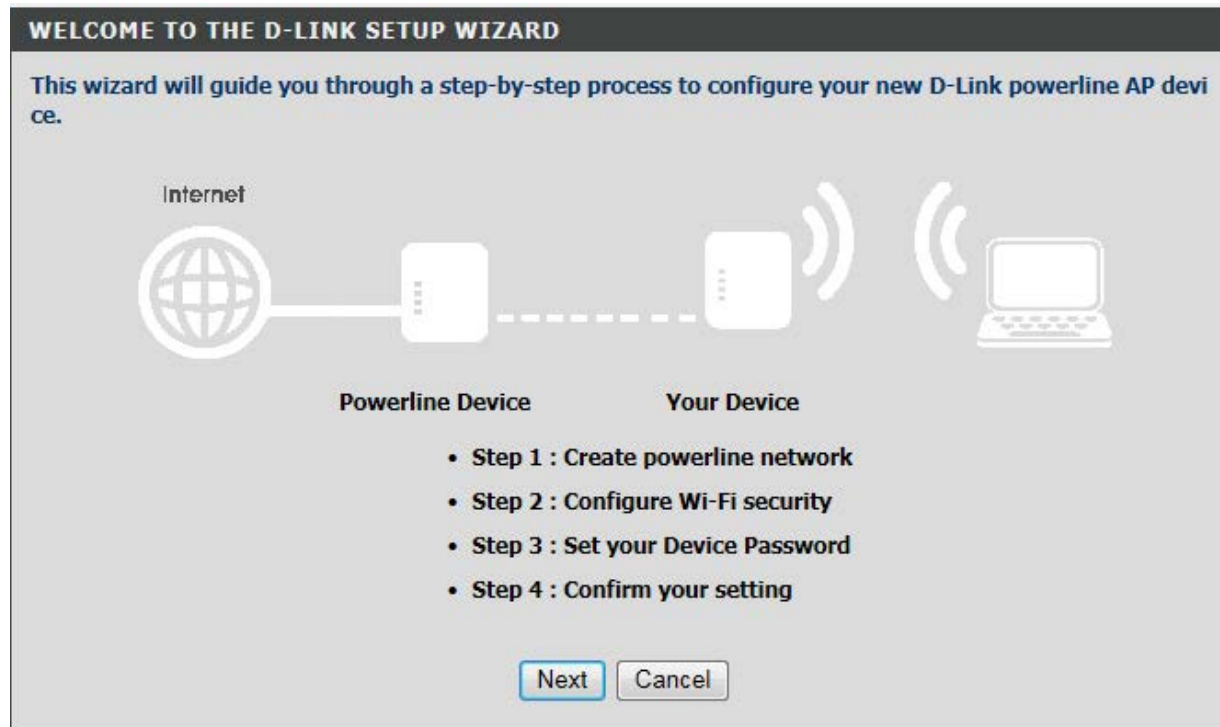 WELCOME TO THE D-LINK SETUP WIZARD
This wizard will guide you through a step-by-step process to configure your new D-Link powerline AP devi
ce.
Internet
Powerline Device
Your Device
• Step 1 : Create powerline network
• Step 2 : Configure Wi-Fi security
• Step 3 : Set your Device Password
• Step 4 : Confirm your setting
Next
Cancel